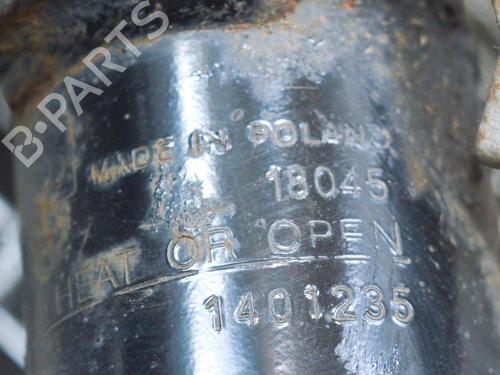 B-PARTS
MADE IN POLAND
18045
HEAT OR OPEN
1401235